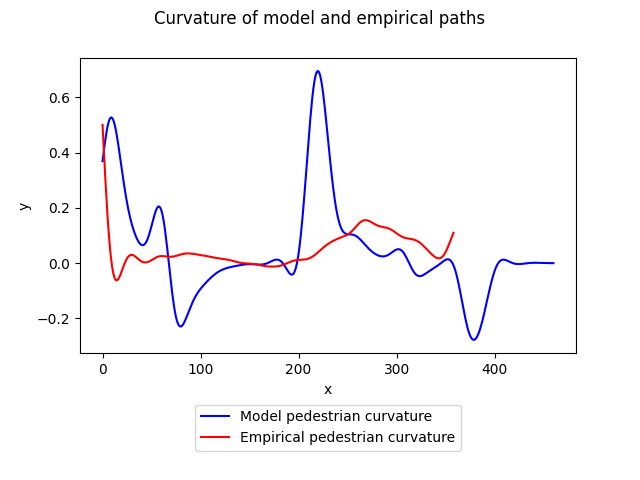 Curvature of model and empirical paths
0.6
0.4
0.2
0.0
−0.2
y
0 100 200 300 400
x
Model pedestrian curvature
Empirical pedestrian curvature